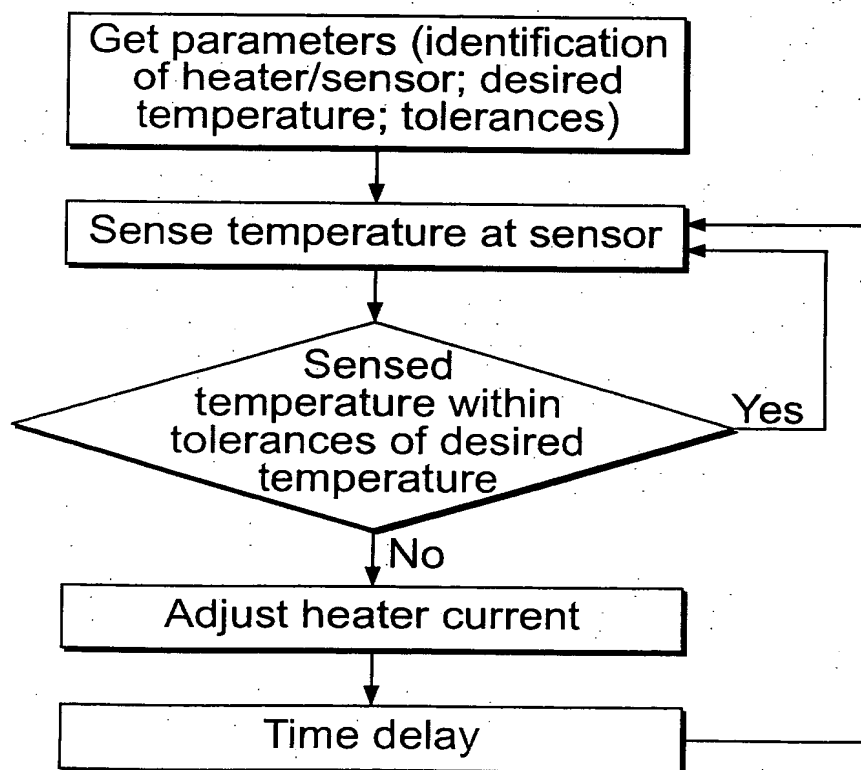 Get parameters (identification
of heater/sensor; desired
temperature; tolerances)
Sense temperature at sensor
Sensed
temperature within
tolerances of desired
temperature
Yes
No
Adjust heater current
Time delay